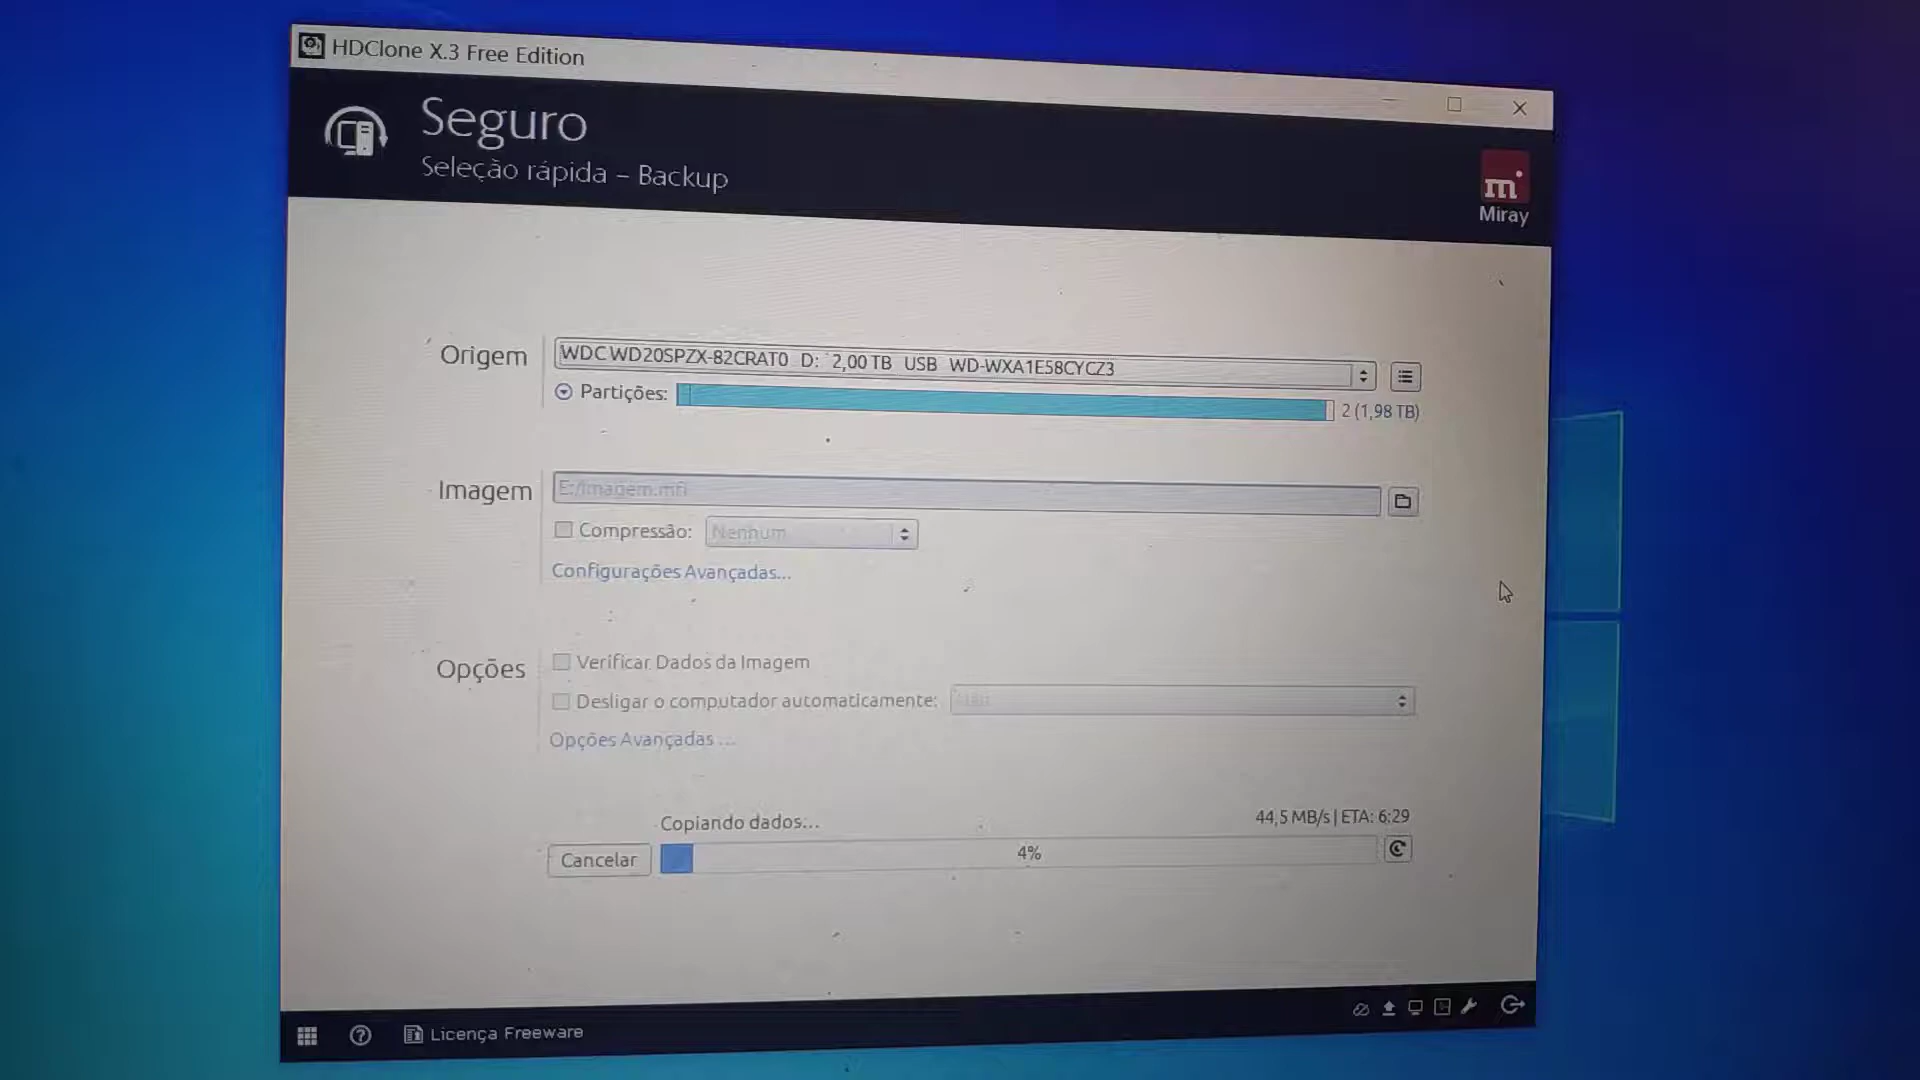 HDClone X.3 Free Edition
Seguro
Seleção rápida – Backup
m
Miray
Origem
WDC WD20SPZX-82CRAT0 D: 2,00 TB USB WD-WXA1E58CYCZ3
Partições:
2 (1,98 TB)
Imagem
E:/Imagem.mfi
Compressão:
Nenhum
Configurações Avançadas...
Opções
Verificar Dados da Imagem
Desligar o computador automaticamente:
Opções Avançadas ...
Copiando dados...
44,5 MB/s | ETA: 6:29
Cancelar
4%
Licença Freeware